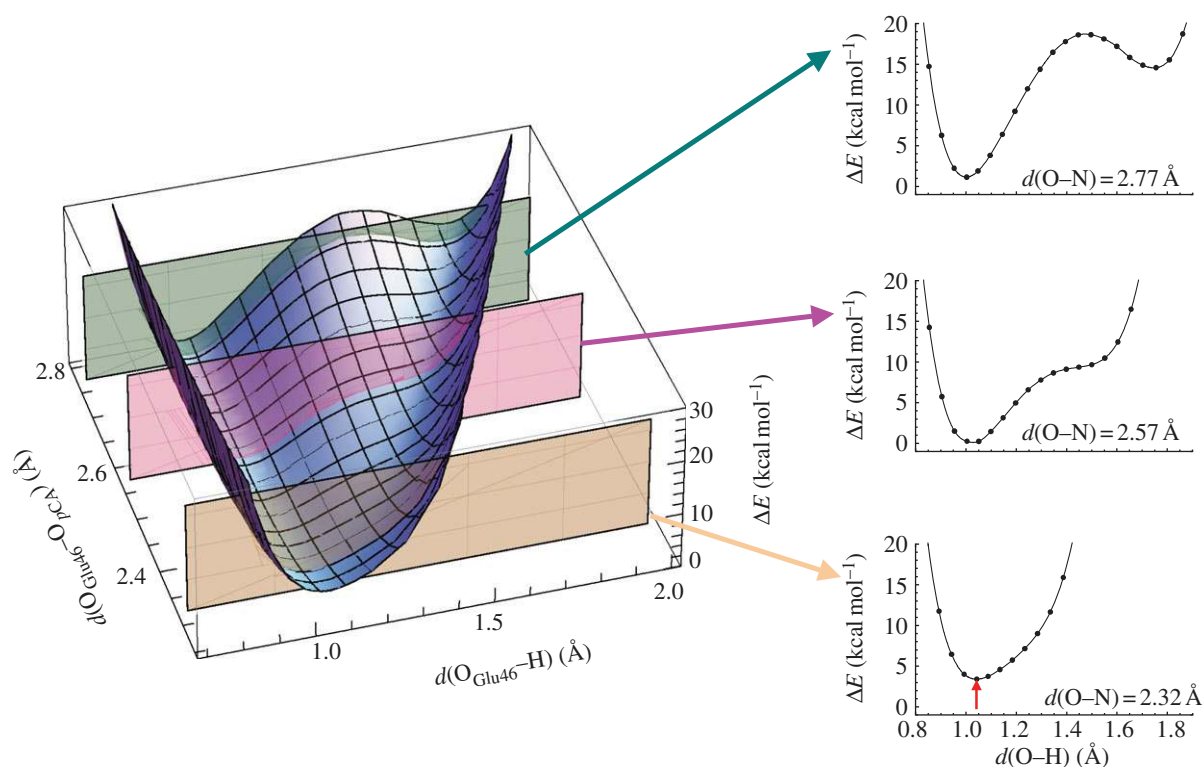 2.8
2.6
2.4
d(O_Glu46–O_pCA) (Å)
1.0
1.5
2.0
d(O_Glu46–H) (Å)
30
20
10
0
ΔE (kcal mol⁻¹)
20
15
10
5
0
ΔE (kcal mol⁻¹)
d(O–N) = 2.77 Å
20
15
10
5
0
ΔE (kcal mol⁻¹)
d(O–N) = 2.57 Å
20
15
10
5
0
ΔE (kcal mol⁻¹)
d(O–N) = 2.32 Å
0.8 1.0 1.2 1.4 1.6 1.8
d(O–H) (Å)